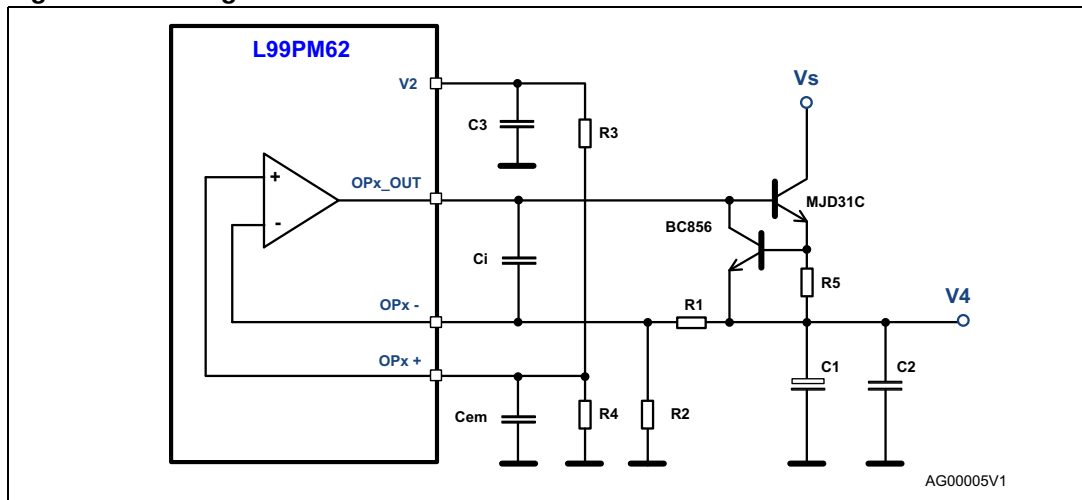 L99PM62
Vs
V2
C3
R3
OPx_OUT
MJD31C
BC856
Ci
R5
V4
R1
OPx -
OPx +
C1
C2
Cem
R4
R2
AG00005V1
+
-